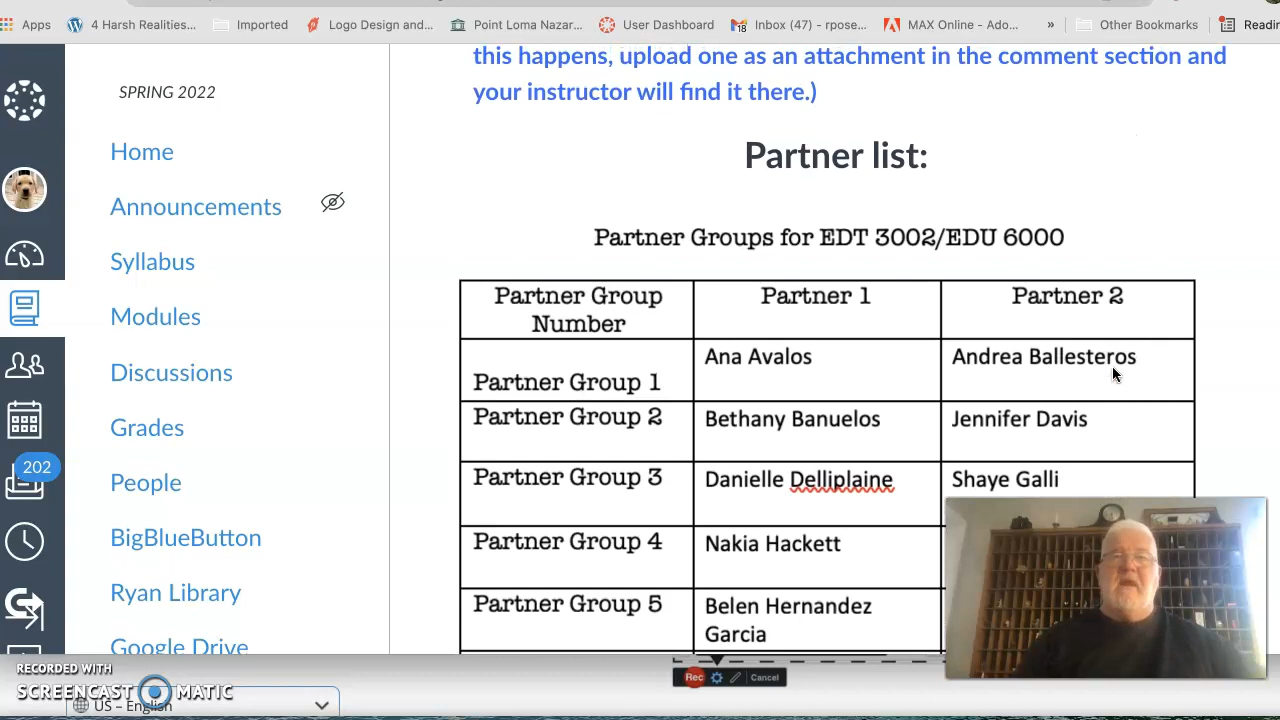 Apps
4 Harsh Realities...
Imported
Logo Design and...
Point Loma Nazar...
User Dashboard
18
Inbox (47) - rpose...
MAX Online - Ado...
»
Other Bookmarks
Readin
SPRING 2022
Home
Announcements
Syllabus
Modules
Discussions
Grades
People
BigBlueButton
Ryan Library
Google Drive
202
this happens, upload one as an attachment in the comment section and
your instructor will find it there.)
Partner list:
Partner Groups for EDT 3002/EDU 6000
Partner Group
Number
Partner 1
Partner 2
Partner Group 1
Ana Avalos
Andrea Ballesteros
Partner Group 2
Bethany Banuelos
Jennifer Davis
Partner Group 3
Danielle Delliplaine
Shaye Galli
Partner Group 4
Nakia Hackett
Partner Group 5
Belen Hernandez
Garcia
Rec
Cancel
RECORDED WITH
SCREENCAST MATIC
US – English